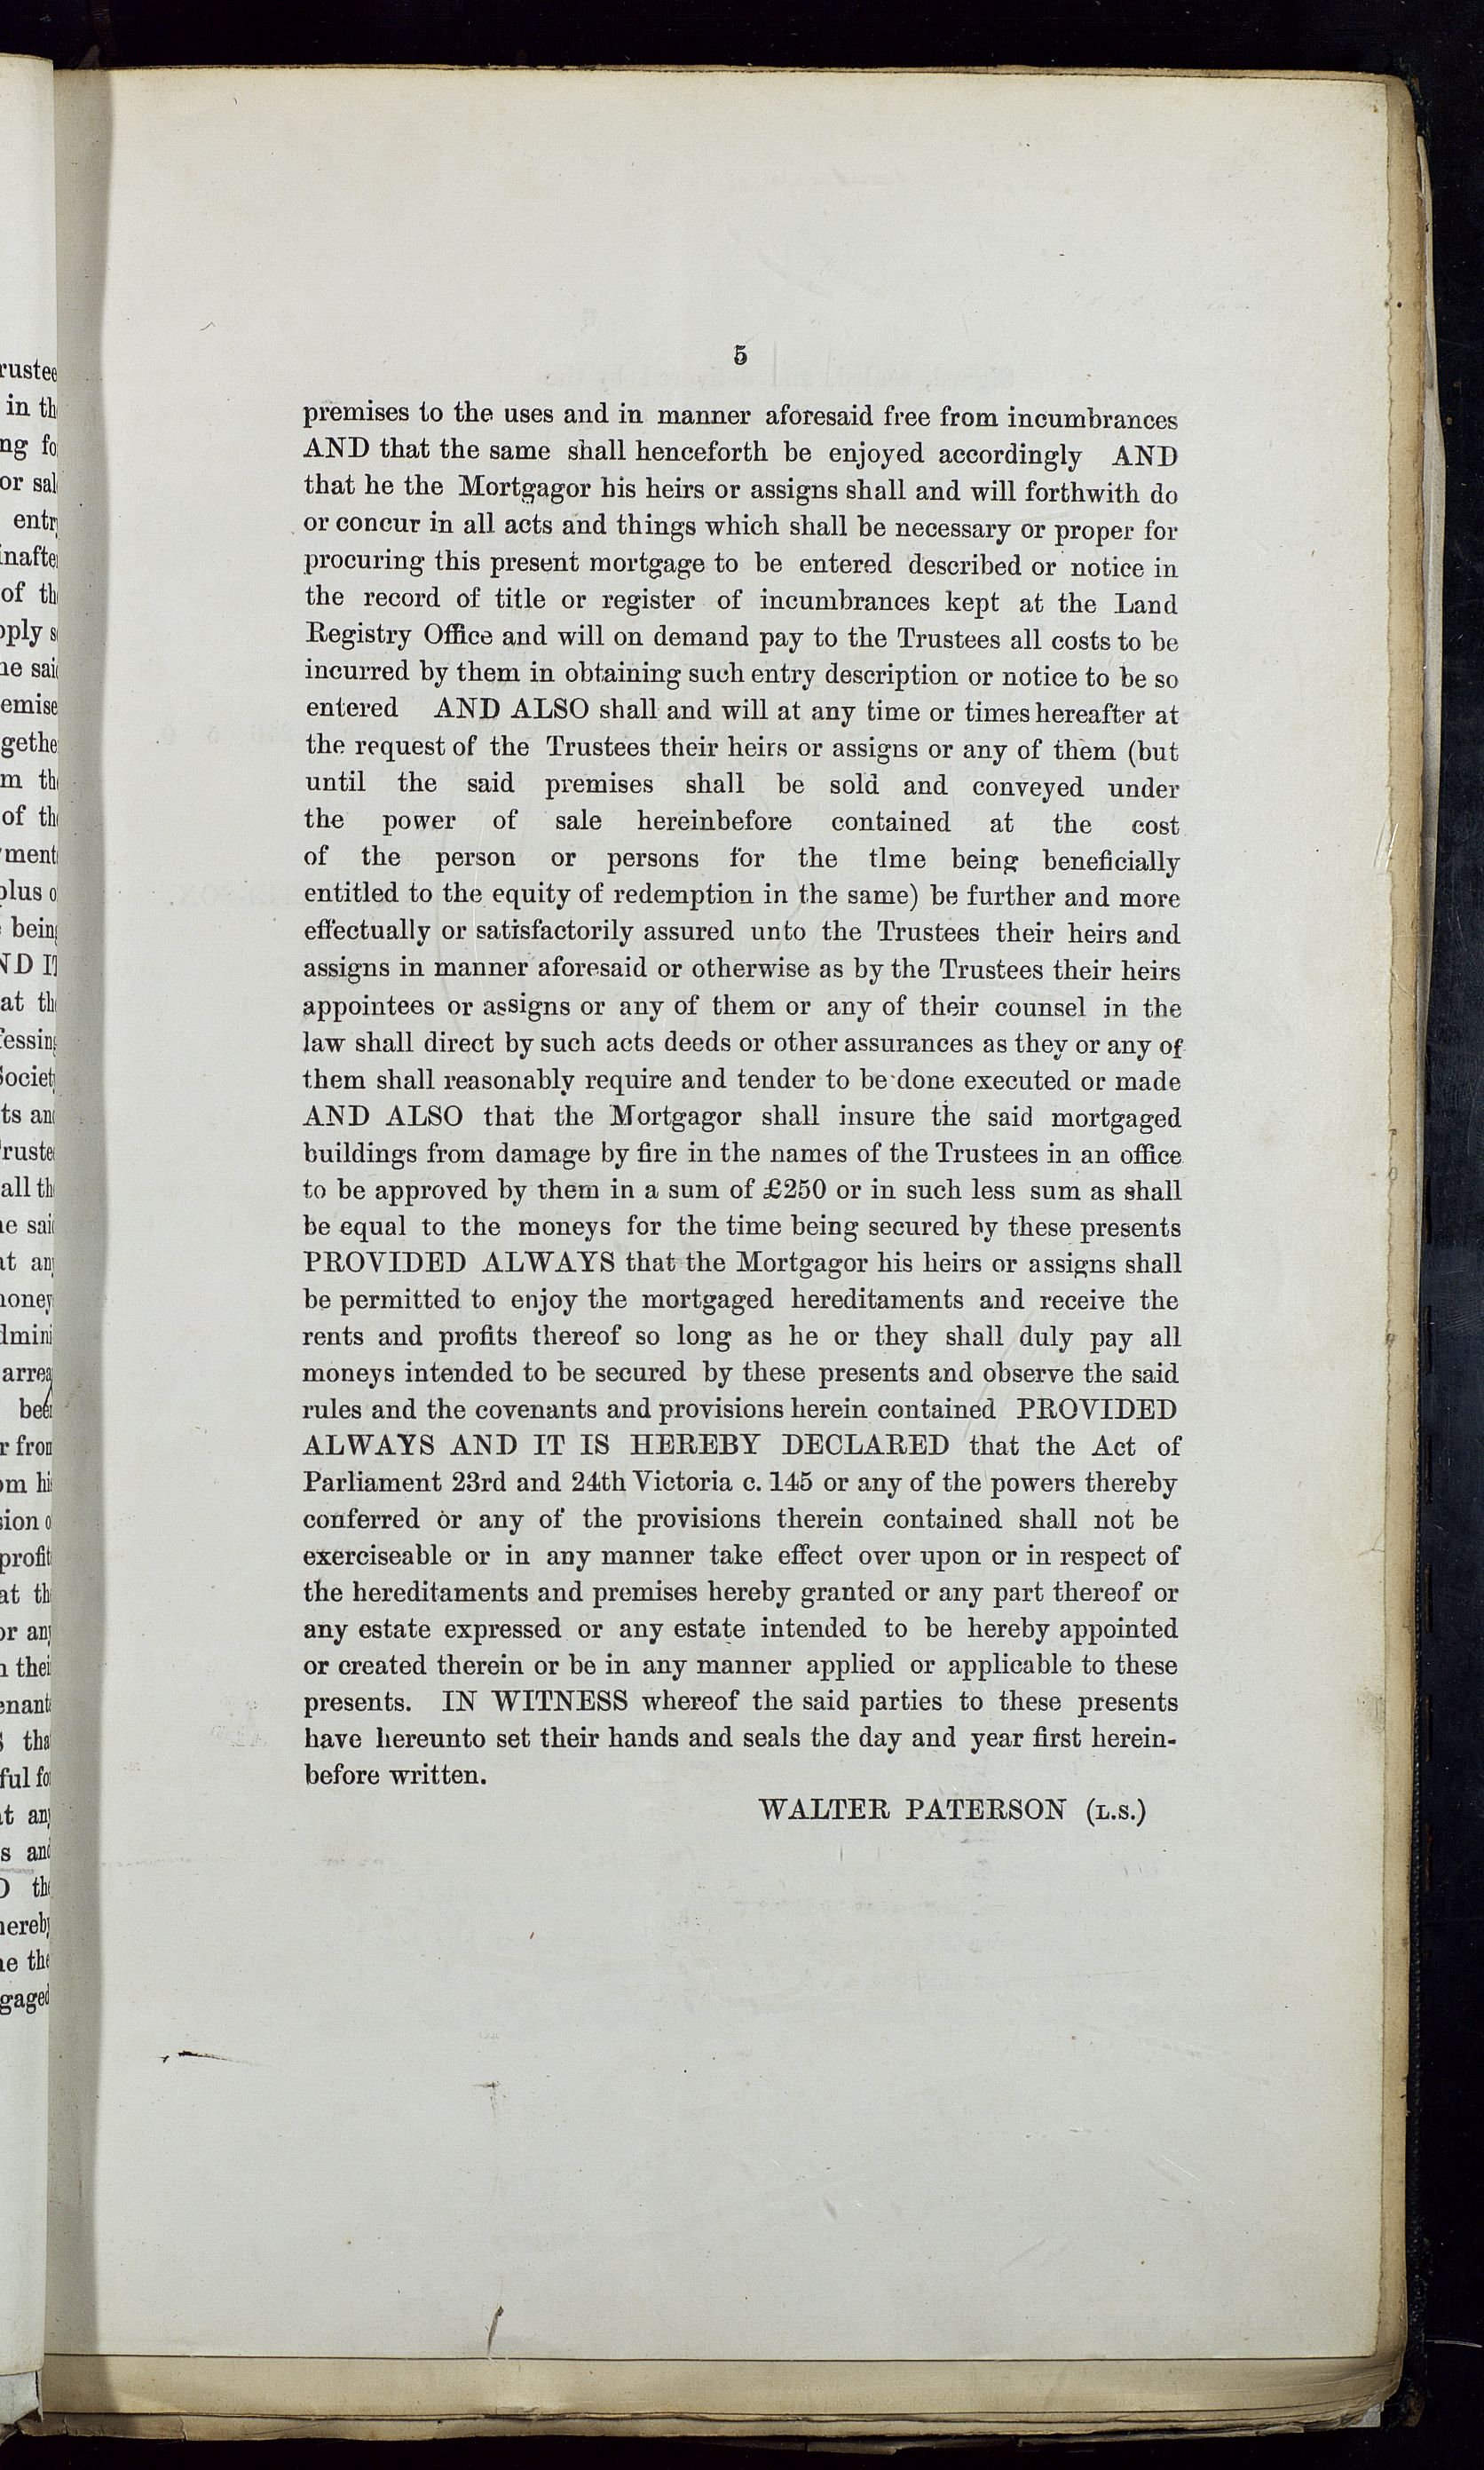 5
premises to the uses and in manner aforesaid free from incumbrances
AND that the same shall henceforth be enjoyed accordingly AND
that he the Mortgagor his heirs or assigns shall and will forthwith do
or concur in all acts and things which shall be necessary or proper for
procuring this present mortgage to be entered described or notice in
the record of title or register of incumbrances kept at the Land
Registry Office and will on demand pay to the Trustees all costs to be
incurred by them in obtaining such entry description or notice to be so
entered AND ALSO shall and will at any time or times hereafter at
the request of the Trustees their heirs or assigns or any of them (but
until the said premises shall be sold and conveyed under
the power of sale hereinbefore contained at the cost
of the person or persons for the tlme being beneficially
entitled to the equity of redemption in the same) be further and more
effectually or satisfactorily assured unto the Trustees their heirs and
assigns in manner aforesaid or otherwise as by the Trustees their heirs
appointees or assigns or any of them or any of their counsel in the
law shall direct by such acts deeds or other assurances as they or any of
them shall reasonably require and tender to be done executed or made
AND ALSO that the Mortgagor shall insure the said mortgaged
buildings from damage by fire in the names of the Trustees in an office
to be approved by them in a sum of £250 or in such less sum as shall
be equal to the moneys for the time being secured by these presents
PROVIDED ALWAYS that the Mortgagor his heirs or assigns shall
be permitted to enjoy the mortgaged hereditaments and receive the
rents and profits thereof so long as he or they shall duly pay all
moneys intended to be secured by these presents and observe the said
rules and the covenants and provisions herein contained PROVIDED
ALWAYS AND IT IS HEREBY DECLARED that the Act of
Parliament 23rd and 24th Victoria c. 145 or any of the powers thereby
conferred or any of the provisions therein contained shall not be
exerciseable or in any manner take effect over upon or in respect of
the hereditaments and premises hereby granted or any part thereof or
any estate expressed or any estate intended to be hereby appointed
or created therein or be in any manner applied or applicable to these
presents. IN WITNESS whereof the said parties to these presents
have hereunto set their hands and seals the day and year first herein-
before written.
WALTER PATERSON (L.S.)